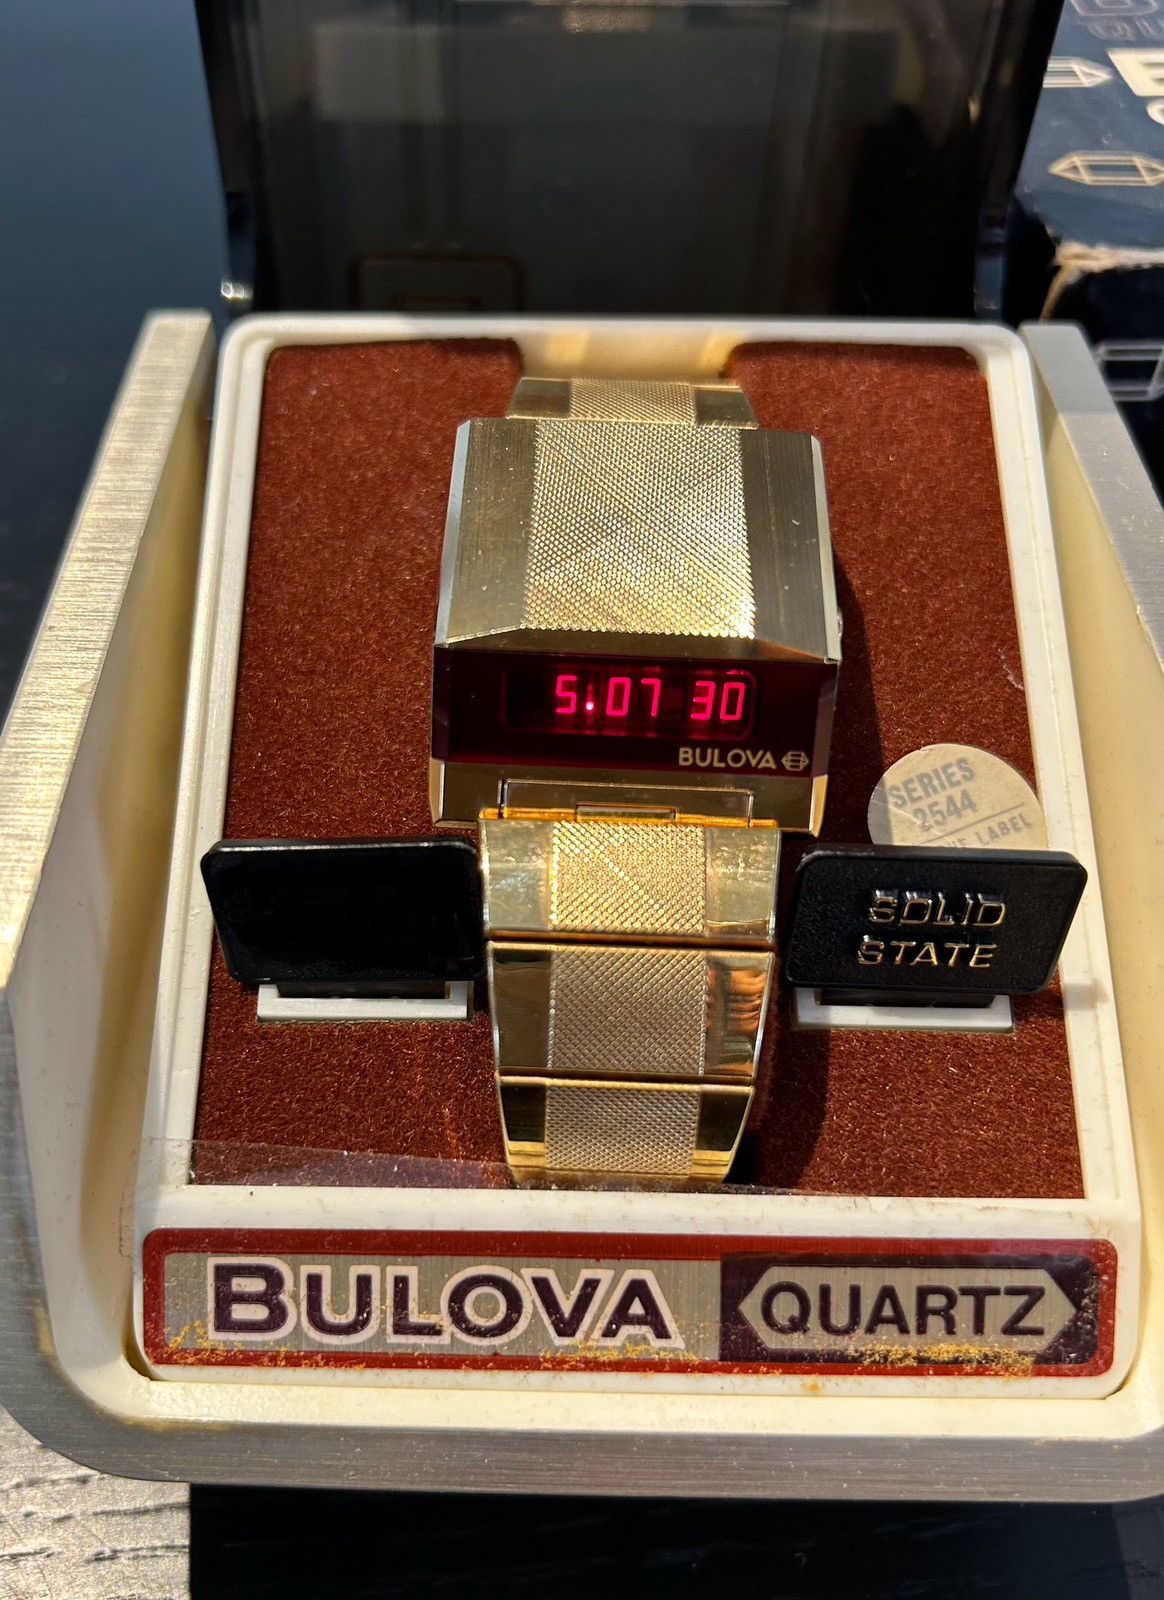 5:07 30
BULOVA
SERIES
2544
LABEL
SOLID
STATE
BULOVA QUARTZ